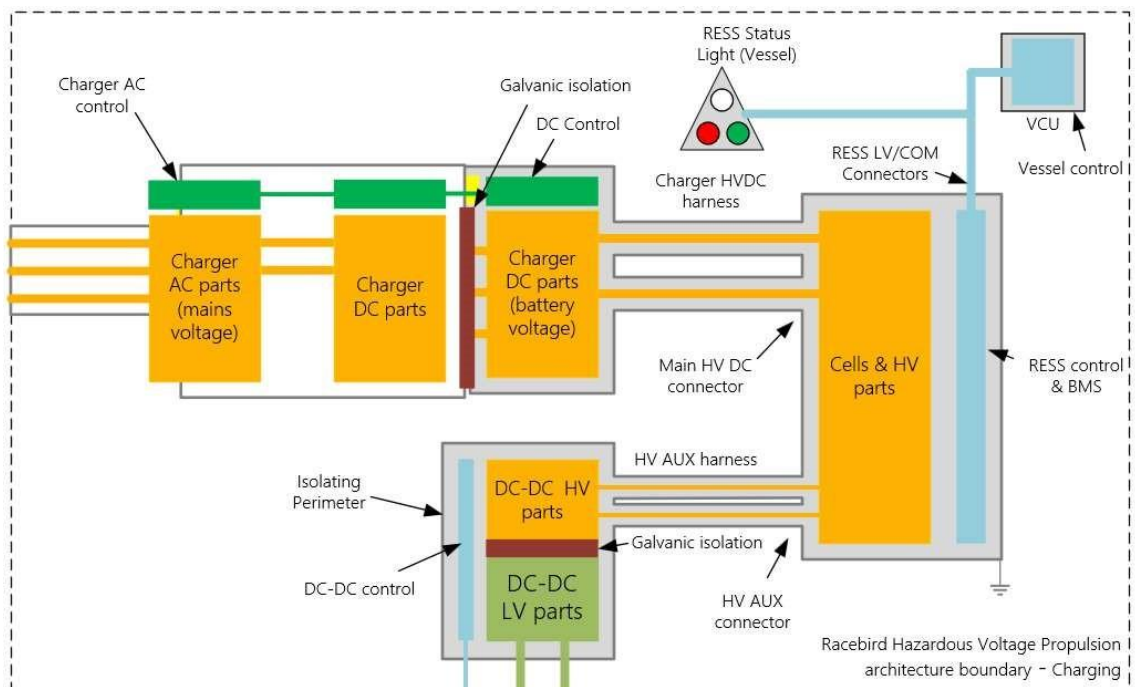 RESS Status
Light (Vessel)
Charger AC
control
Galvanic isolation
DC Control
VCU
RESS LV/COM
Connectors
Vessel control
Charger HVDC
harness
Charger
AC parts
(mains
voltage)
Charger
DC parts
Charger
DC parts
(battery
voltage)
Main HV DC
connector
Cells & HV
parts
RESS control
& BMS
HV AUX harness
Isolating
Perimeter
DC-DC HV
parts
Galvanic isolation
DC-DC control
DC-DC
LV parts
HV AUX
connector
Racebird Hazardous Voltage Propulsion
architecture boundary - Charging